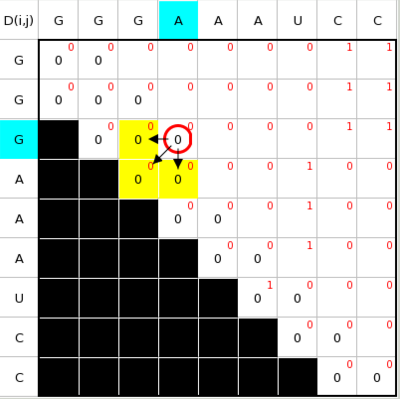 D(i,j) G G G A A A U C C
0 0 0 0 0 0 0 1 1
G 0 0
0 0 0 0 0 0 0 1 1
G 0 0 0
0 0 0 0 0 0 1 1
G 0 0 0
0 0 0 0 1 0 0
A 0 0
0 0 0 1 0 0
A 0 0
0 0 1 0 0
A 0 0
1 0 0 0
U 0 0
0 0 0
C 0 0
0 0
C 0 0